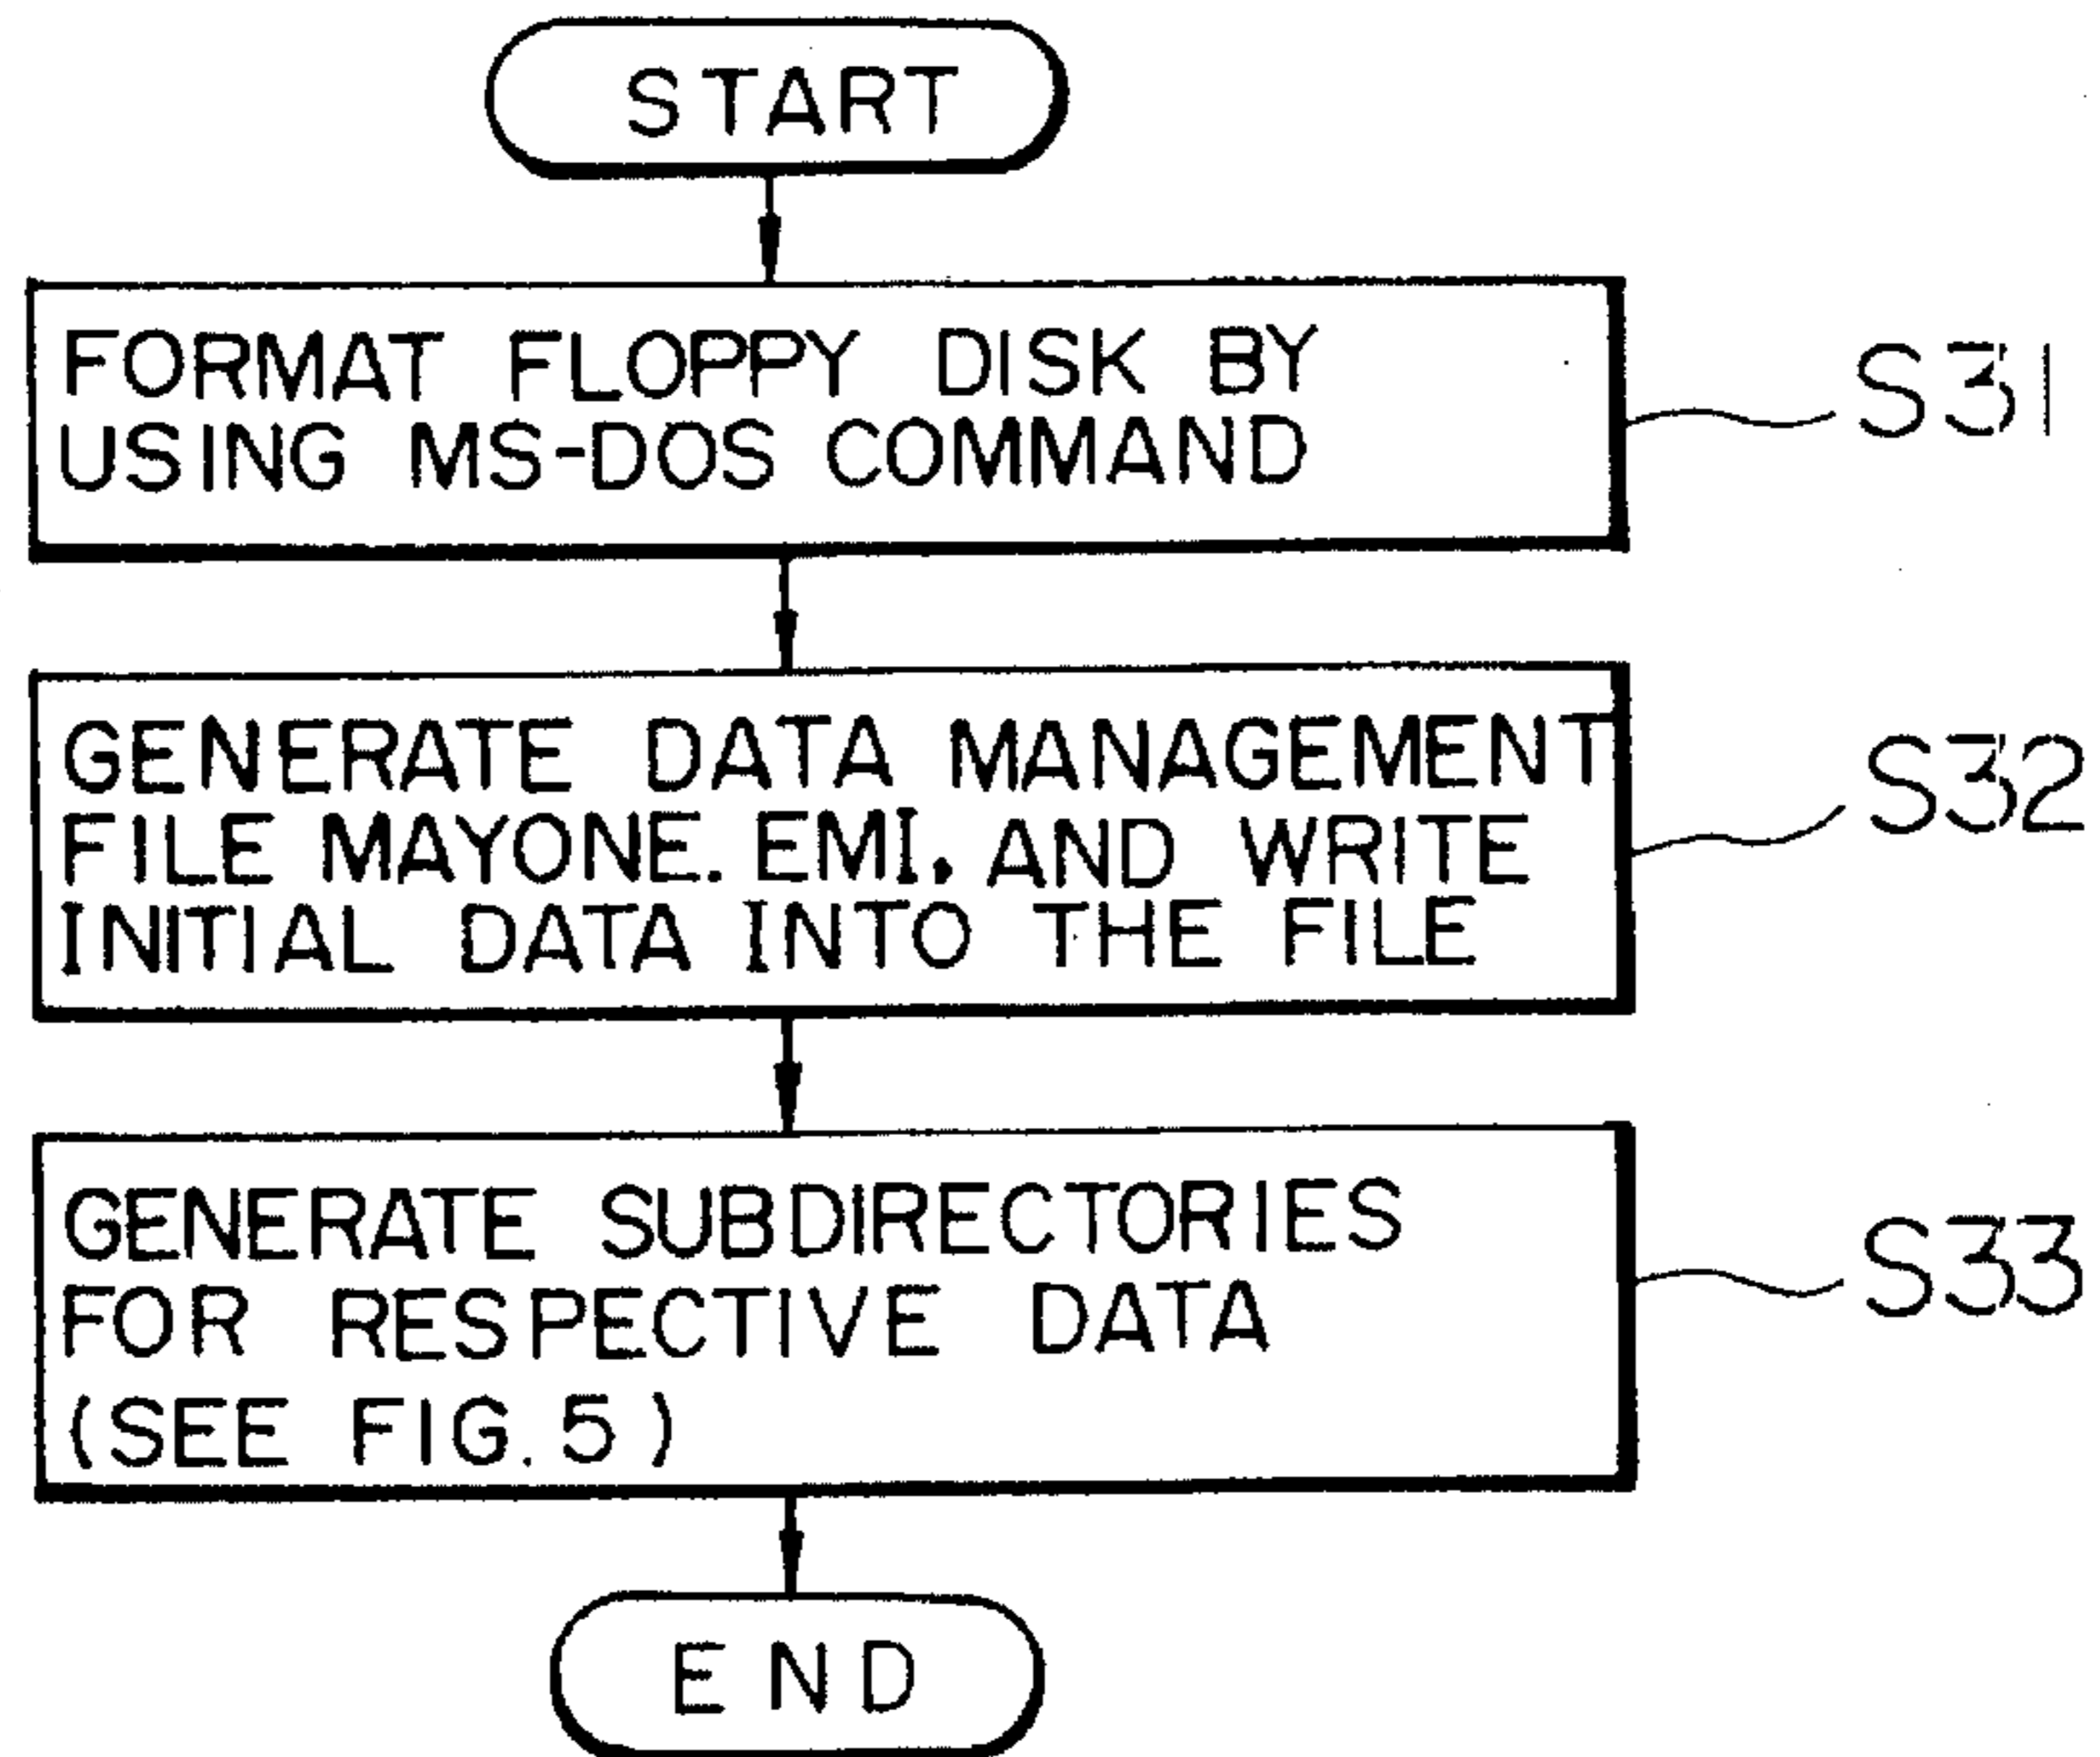 START
FORMAT FLOPPY DISK BY
USING MS-DOS COMMAND
S31
GENERATE DATA MANAGEMENT
FILE MAYONE. EMI. AND WRITE
INITIAL DATA INTO THE FILE
S32
GENERATE SUBDIRECTORIES
FOR RESPECTIVE DATA
(SEE FIG. 5)
S33
END